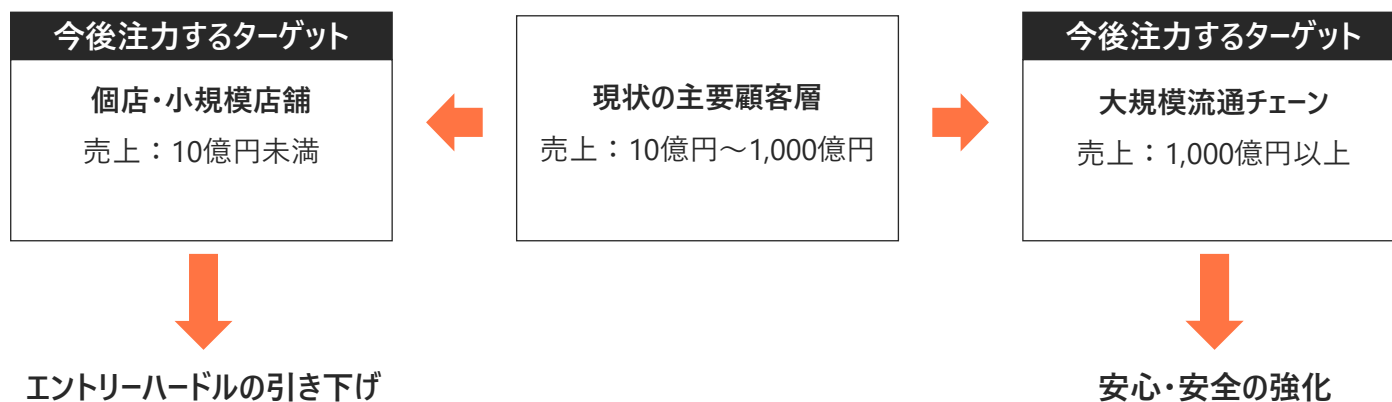 今後注力するターゲット
個店・小規模店舗
売上：10億円未満
エントリーハードルの引き下げ
現状の主要顧客層
売上：10億円～1,000億円
今後注力するターゲット
大規模流通チェーン
売上：1,000億円以上
安心・安全の強化